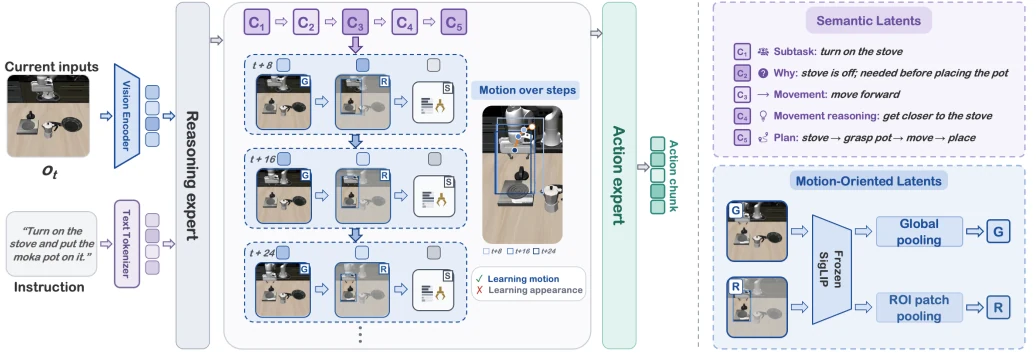 Current inputs
Vision Encoder
o_t
"Turn on the
stove and put the
moka pot on it."
Instruction
Text Tokenizer
Reasoning expert
C1
C2
C3
C4
C5
t + 8
G
R
S
t + 16
G
R
S
t + 24
G
R
S
Motion over steps
t+8
t+16
t+24
✓ Learning motion
✗ Learning appearance
Action expert
Action chunk
Semantic Latents
C1 Subtask: turn on the stove
C2 ? Why: stove is off; needed before placing the pot
C3 → Movement: move forward
C4 Movement reasoning: get closer to the stove
C5 Plan: stove → grasp pot → move → place
Motion-Oriented Latents
G
R
Frozen
SigLIP
Global
pooling
G
ROI patch
pooling
R